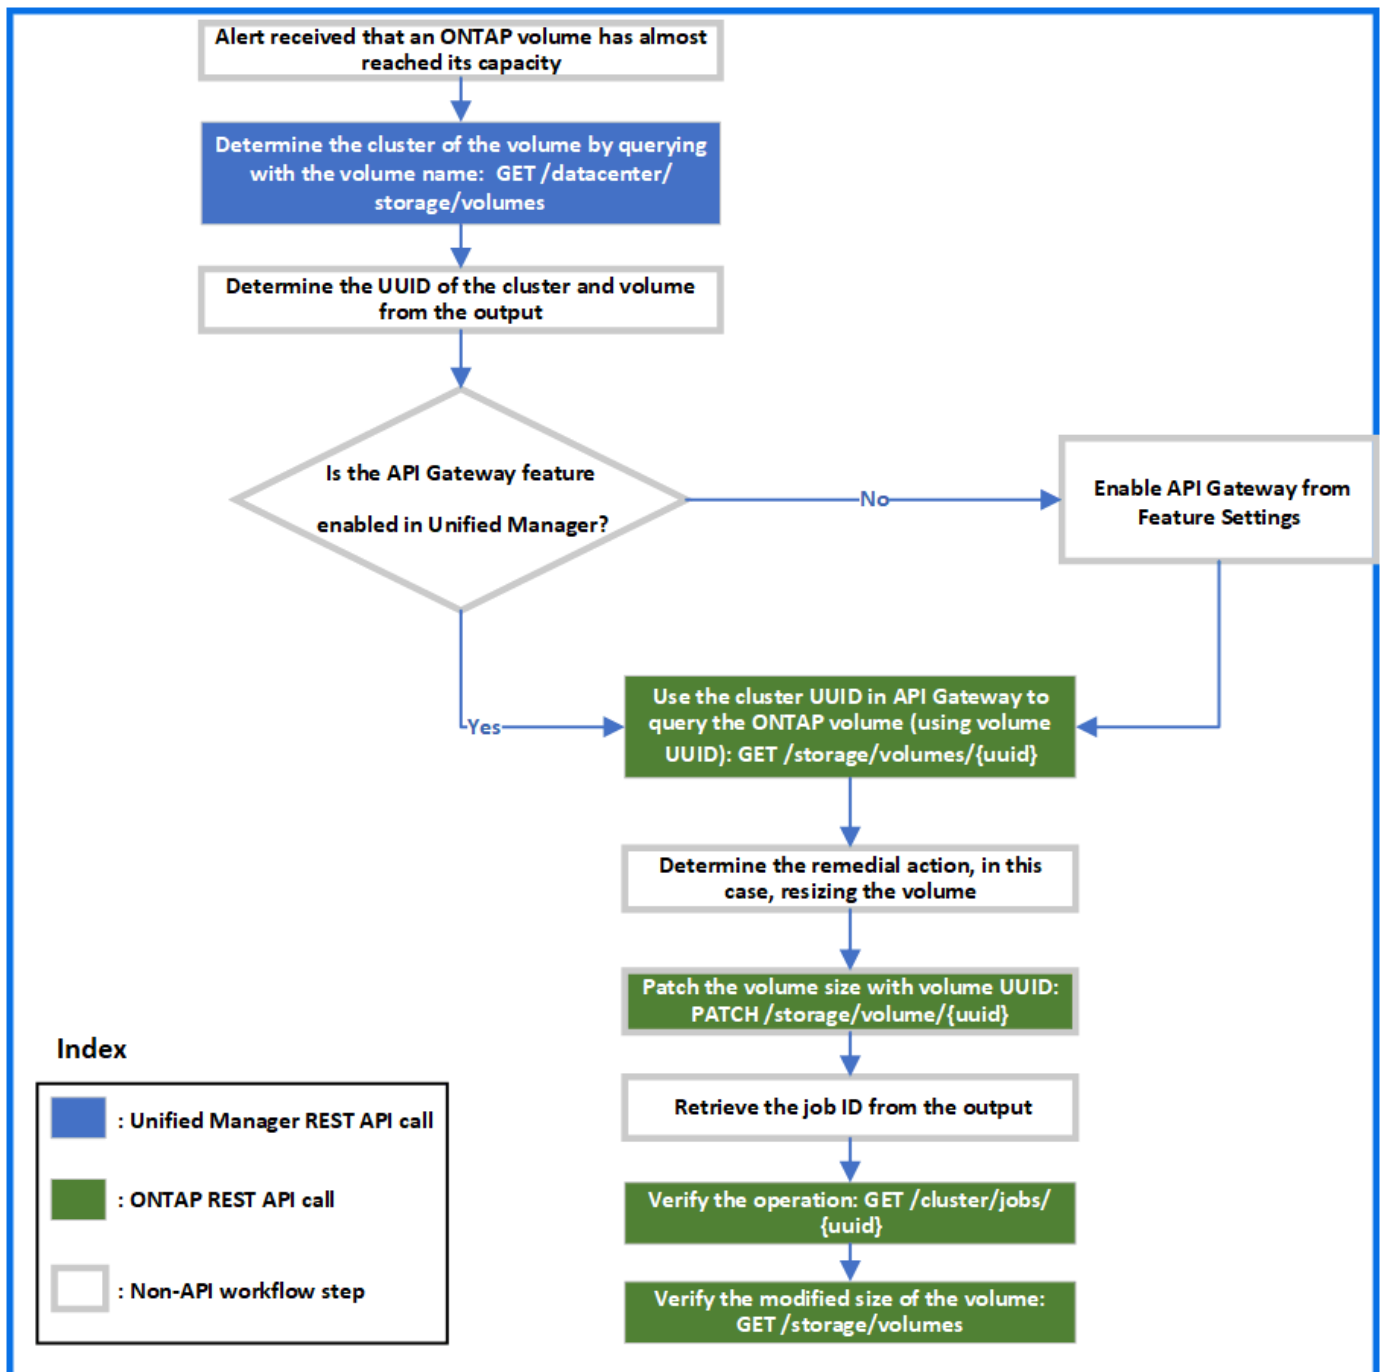 Alert received that an ONTAP volume has almost
reached its capacity
Determine the cluster of the volume by querying
with the volume name: GET /datacenter/
storage/volumes
Determine the UUID of the cluster and volume
from the output
Is the API Gateway feature
enabled in Unified Manager?
No
Enable API Gateway from
Feature Settings
Yes
Use the cluster UUID in API Gateway to
query the ONTAP volume (using volume
UUID): GET /storage/volumes/{uuid}
Determine the remedial action, in this
case, resizing the volume
Patch the volume size with volume UUID:
PATCH /storage/volume/{uuid}
Retrieve the job ID from the output
Verify the operation: GET /cluster/jobs/
{uuid}
Verify the modified size of the volume:
GET /storage/volumes
Index
: Unified Manager REST API call
: ONTAP REST API call
: Non-API workflow step